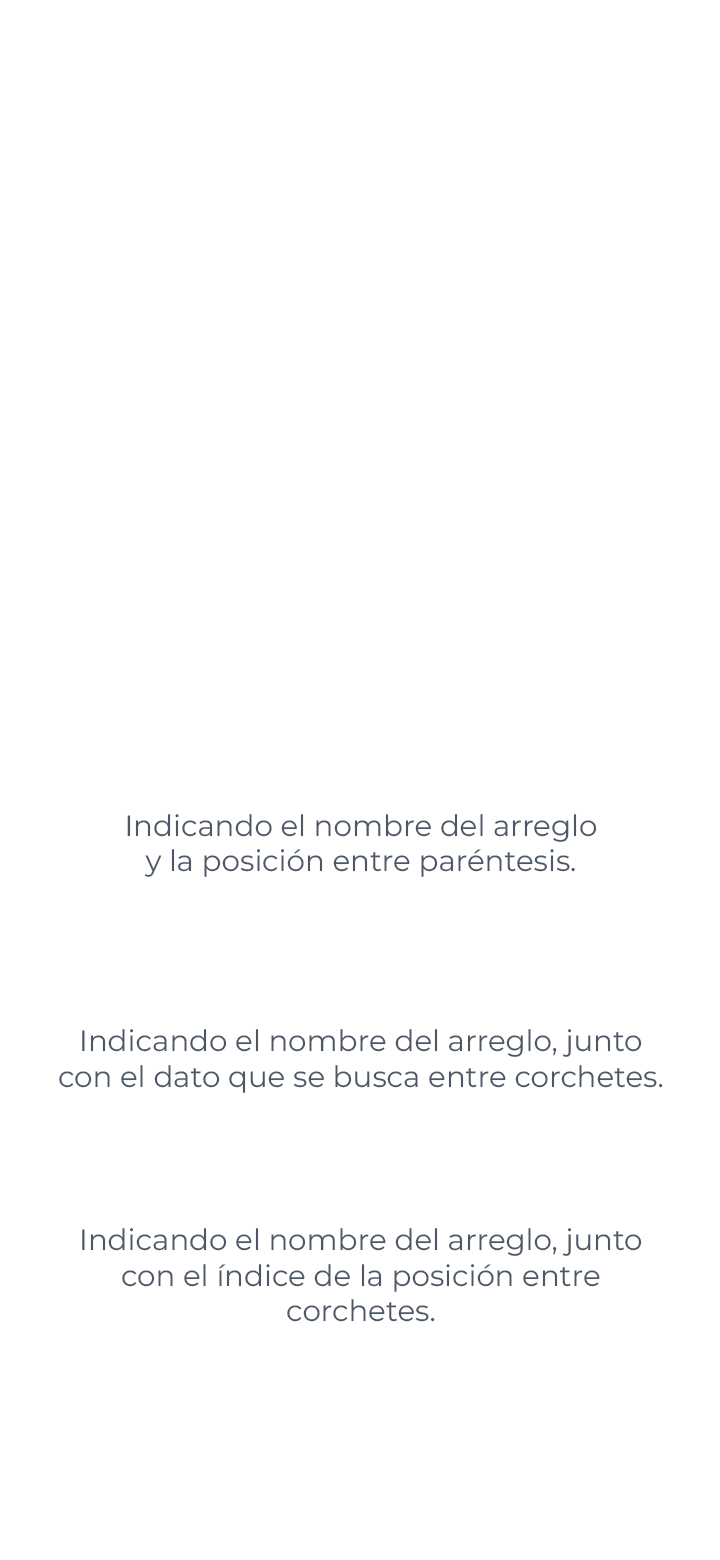 Indicando el nombre del arreglo
y la posición entre paréntesis.
Indicando el nombre del arreglo, junto
con el dato que se busca entre corchetes.
Indicando el nombre del arreglo, junto
con el índice de la posición entre
corchetes.